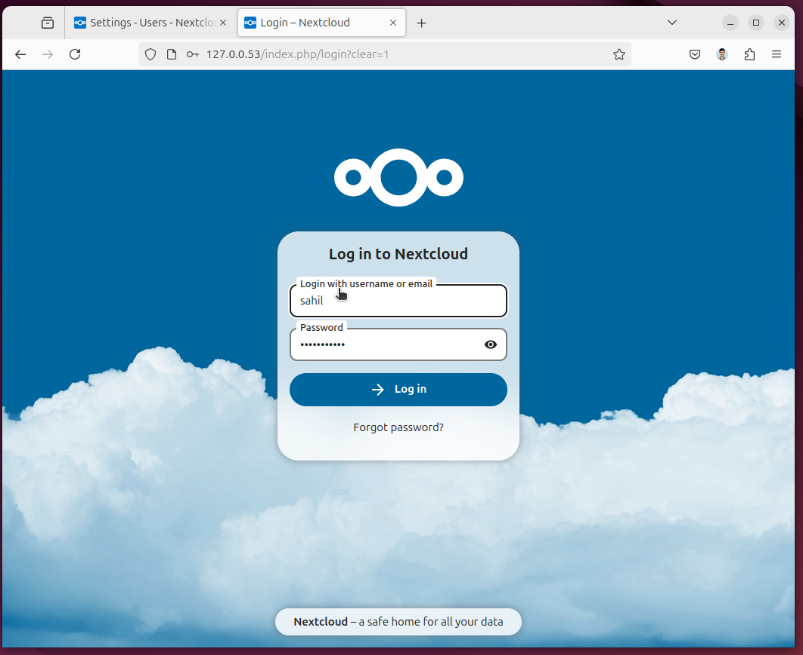 Settings - Users - Nextclou
Login – Nextcloud
127.0.0.53/index.php/login?clear=1
Log in to Nextcloud
Login with username or email
sahil
Password
•••••••••••
Log in
Forgot password?
Nextcloud – a safe home for all your data